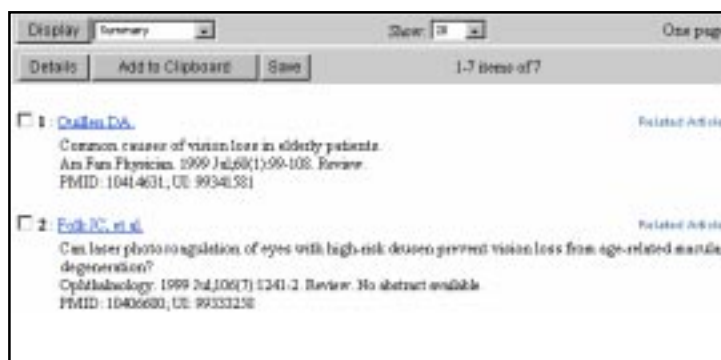 Display Summary Show: 20 One page
Details Add to Clipboard Save 1-7 items of 7
1: Quillen DA. Related Article
Common causes of vision loss in elderly patients.
Am Fam Physician. 1999 Jul;60(1):99-108. Review.
PMID: 10414631, UI: 99341581
2: Folk JC, et al. Related Article
Can laser photocoagulation of eyes with high-risk drusen prevent vision loss from age-related macula
degeneration?
Ophthalmology. 1999 Jul;106(7):1241-2. Review. No abstract available.
PMID: 10406600, UI: 99333258